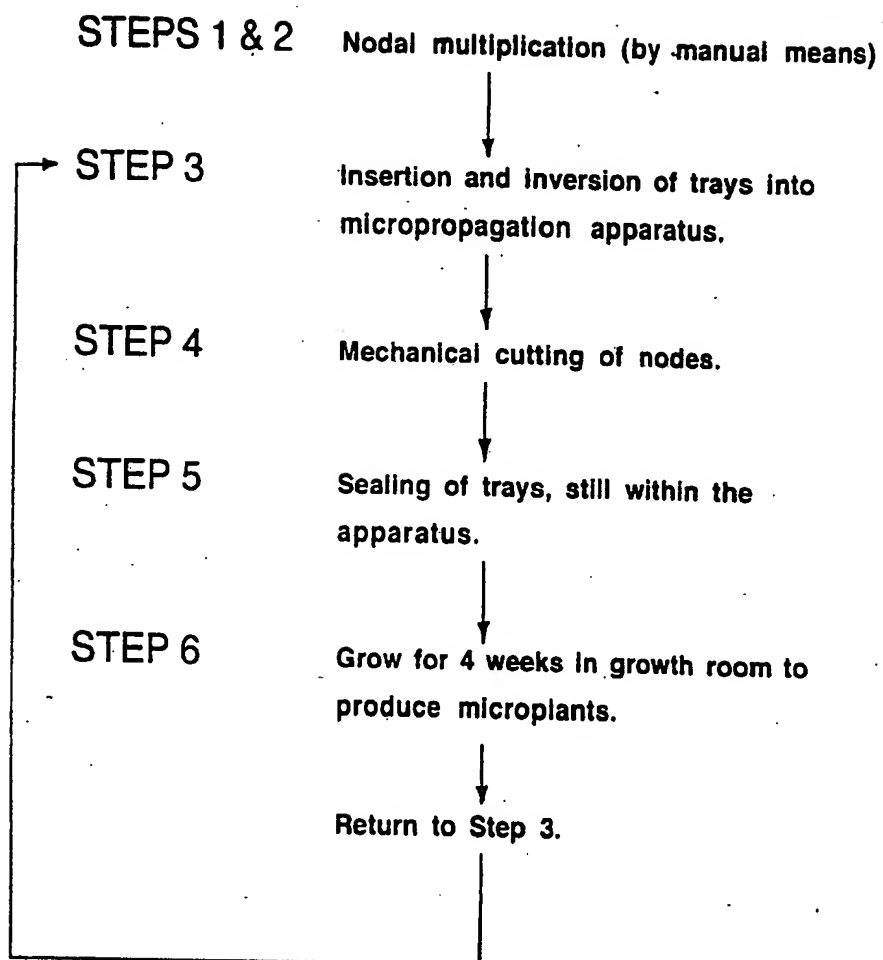 STEPS 1 & 2 Nodal multiplication (by manual means)
STEP 3 Insertion and inversion of trays into
micropropagation apparatus.
STEP 4 Mechanical cutting of nodes.
STEP 5 Sealing of trays, still within the
apparatus.
STEP 6 Grow for 4 weeks in growth room to
produce microplants.
Return to Step 3.